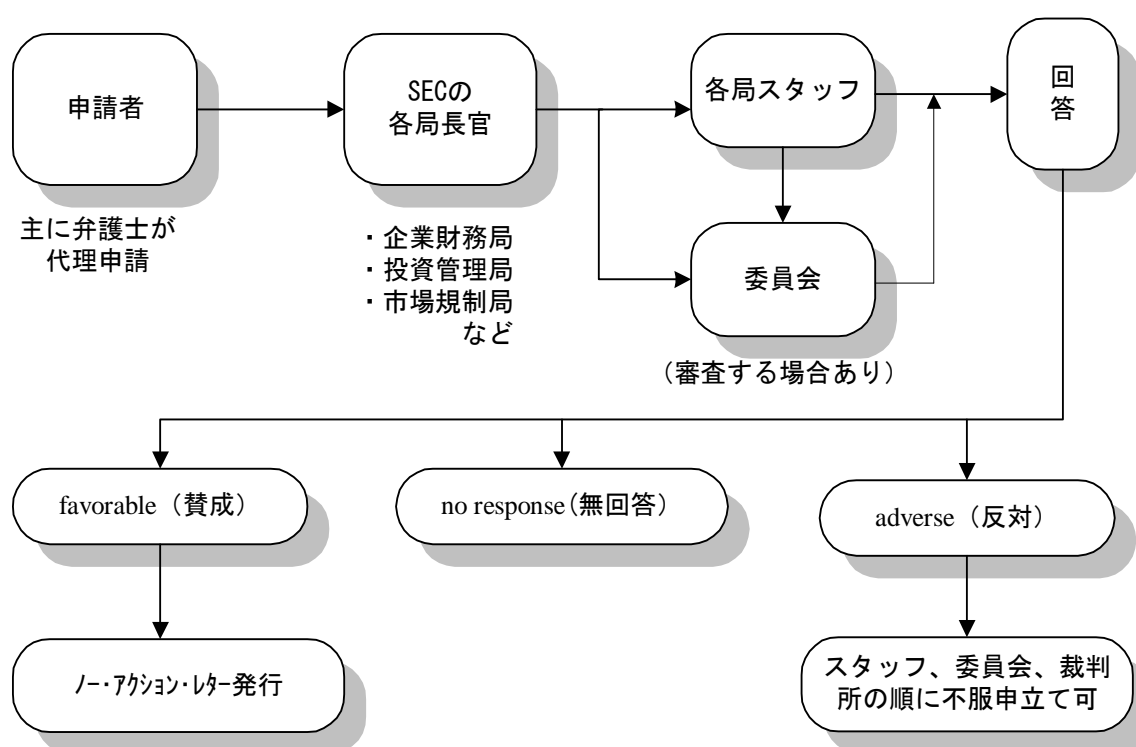 申請者
SECの
各局長官
各局スタッフ
回
答
主に弁護士が
代理申請
・企業財務局
・投資管理局
・市場規制局
など
委員会
（審査する場合あり）
favorable（賛成）
no response（無回答）
adverse（反対）
ﾉｰ･ｱｸｼｮﾝ･ﾚﾀｰ発行
スタッフ、委員会、裁判
所の順に不服申立て可